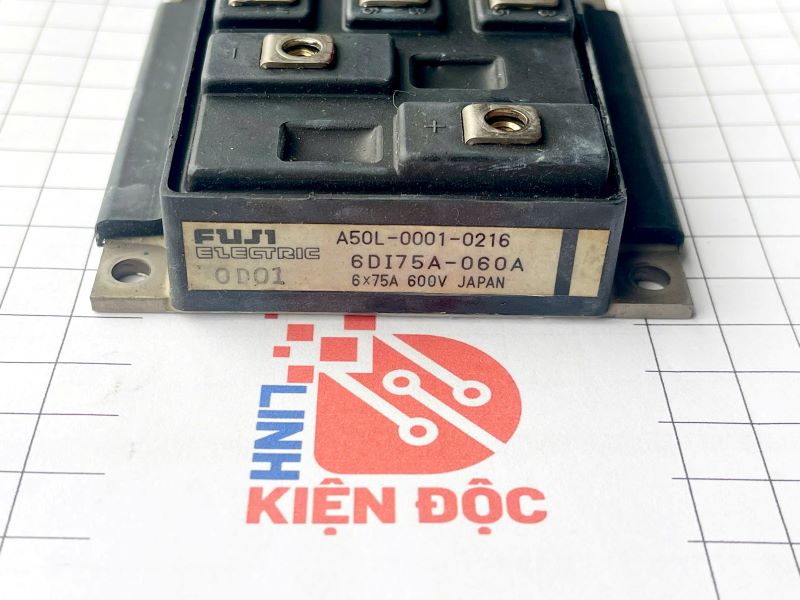 -
+
FUJI
ELECTRIC
0D01
A50L-0001-0216
6DI75A-060A
6×75A 600V JAPAN
LINH
KIỆN ĐỘC